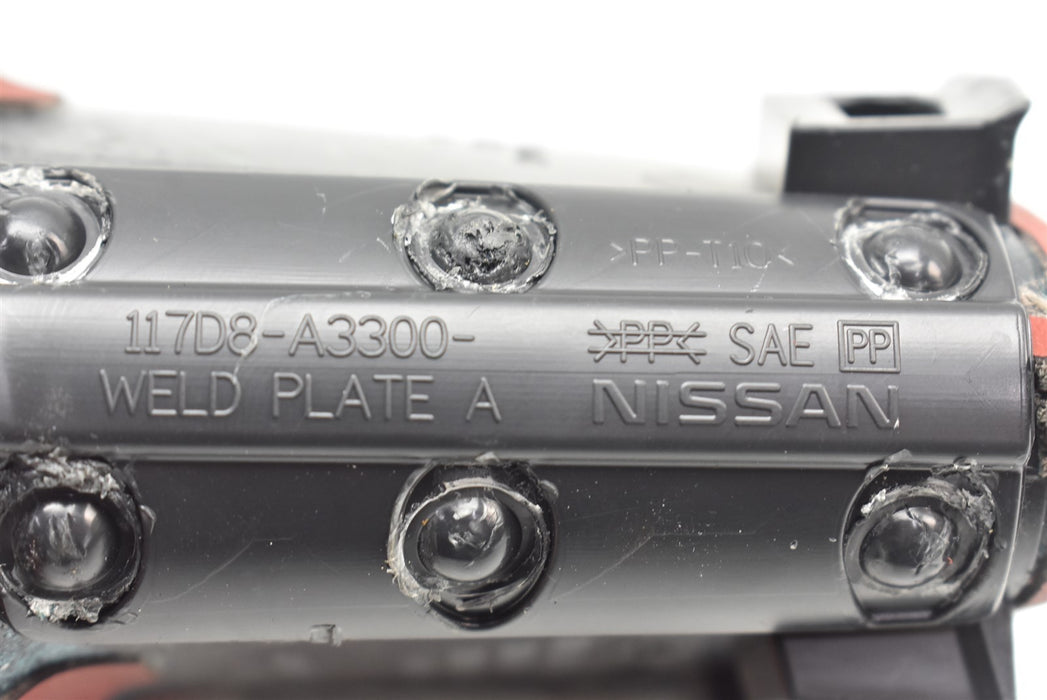 >PP-T10<
117D8-A3300- >PP< SAE PP
WELD PLATE A NISSAN